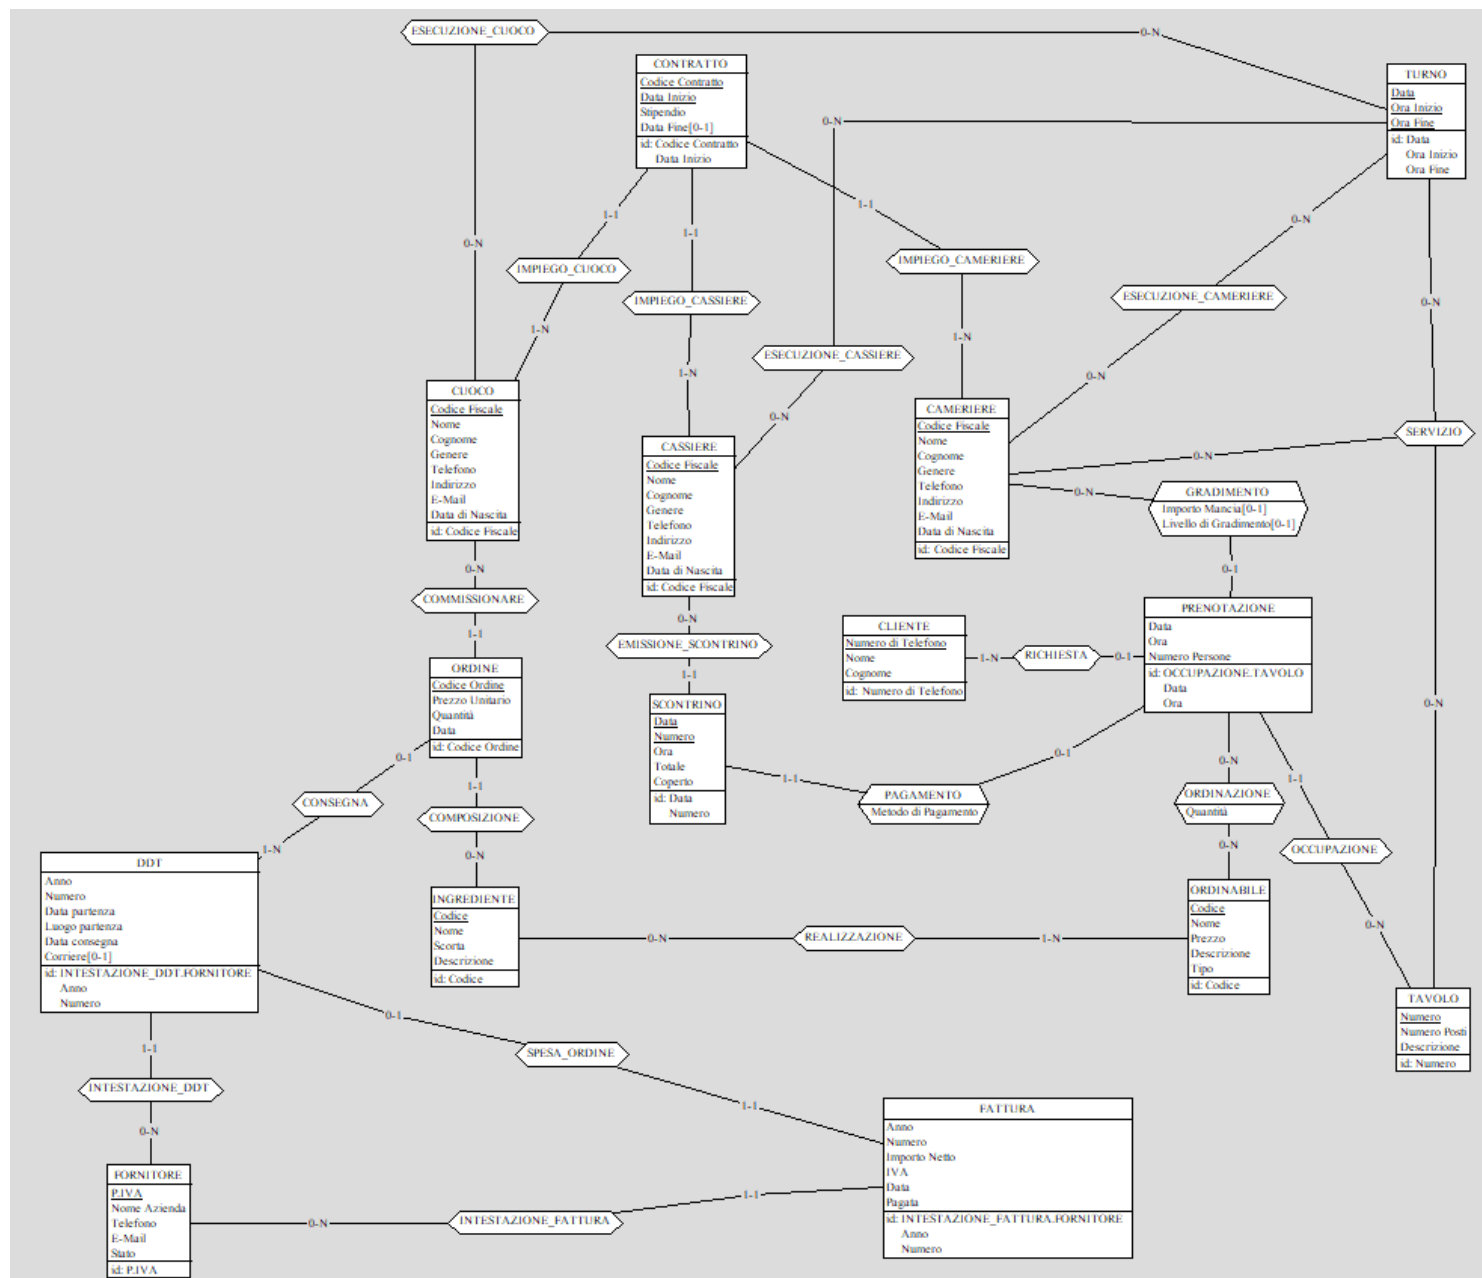 ESECUZIONE_CUOCO
0-N
CONTRATTO
Codice Contratto
Data Inizio
Stipendio
Data Fine[0-1]
id: Codice Contratto
Data Inizio
TURNO
Data
Ora Inizio
Ora Fine
id: Data
Ora Inizio
Ora Fine
0-N
0-N
1-1
1-1
1-1
0-N
0-N
IMPIEGO_CUOCO
IMPIEGO_CASSIERE
IMPIEGO_CAMERIERE
ESECUZIONE_CAMERIERE
1-N
1-N
1-N
ESECUZIONE_CASSIERE
0-N
0-N
CUOCO
Codice Fiscale
Nome
Cognome
Genere
Telefono
Indirizzo
E-Mail
Data di Nascita
id: Codice Fiscale
CASSIERE
Codice Fiscale
Nome
Cognome
Genere
Telefono
Indirizzo
E-Mail
Data di Nascita
id: Codice Fiscale
CAMERIERE
Codice Fiscale
Nome
Cognome
Genere
Telefono
Indirizzo
E-Mail
Data di Nascita
id: Codice Fiscale
SERVIZIO
0-N
0-N
GRADIMENTO
Importo Mancia[0-1]
Livello di Gradimento[0-1]
0-1
0-N
COMMISSIONARE
1-1
0-N
EMISSIONE_SCONTRINO
1-1
CLIENTE
Numero di Telefono
Nome
Cognome
id: Numero di Telefono
1-N
RICHIESTA
0-1
PRENOTAZIONE
Data
Ora
Numero Persone
id: OCCUPAZIONE.TAVOLO
Data
Ora
0-N
ORDINE
Codice Ordine
Prezzo Unitario
Quantità
Data
id: Codice Ordine
SCONTRINO
Data
Numero
Ora
Totale
Coperto
id: Data
Numero
1-1
PAGAMENTO
Metodo di Pagamento
0-1
0-N
ORDINAZIONE
Quantità
0-N
1-1
OCCUPAZIONE
0-N
0-1
CONSEGNA
1-N
1-1
COMPOSIZIONE
0-N
DDT
Anno
Numero
Data partenza
Luogo partenza
Data consegna
Corriere[0-1]
id: INTESTAZIONE_DDT.FORNITORE
Anno
Numero
INGREDIENTE
Codice
Nome
Scorta
Descrizione
id: Codice
0-N
REALIZZAZIONE
1-N
ORDINABILE
Codice
Nome
Prezzo
Descrizione
Tipo
id: Codice
TAVOLO
Numero
Numero Posti
Descrizione
id: Numero
0-1
SPESA_ORDINE
1-1
1-1
INTESTAZIONE_DDT
0-N
FATTURA
Anno
Numero
Importo Netto
IVA
Data
Pagata
id: INTESTAZIONE_FATTURA.FORNITORE
Anno
Numero
FORNITORE
P.IVA
Nome Azienda
Telefono
E-Mail
Stato
id: P.IVA
0-N
INTESTAZIONE_FATTURA
1-1